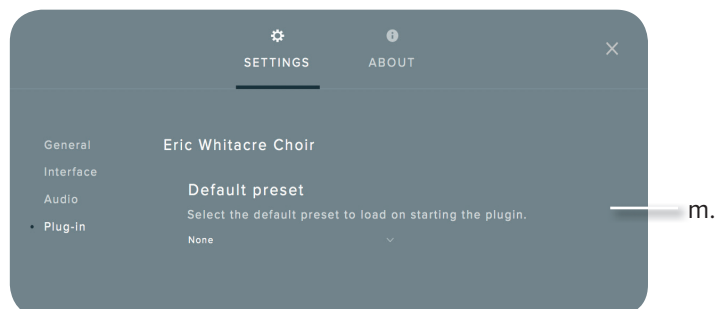 SETTINGS
ABOUT
General
Interface
Audio
• Plug-in
Eric Whitacre Choir
Default preset
Select the default preset to load on starting the plugin.
None
m.